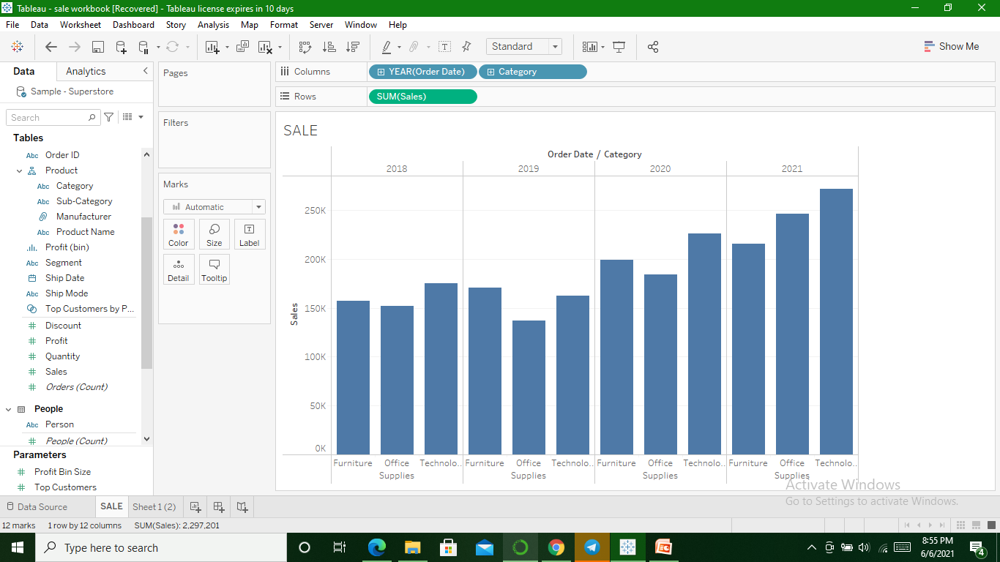 Tableau - sale workbook [Recovered] - Tableau license expires in 10 days
File Data Worksheet Dashboard Story Analysis Map Format Server Window Help
Standard
Show Me
Data Analytics
Sample - Superstore
Search
Tables
Abc Order ID
Product
Abc Category
Abc Sub-Category
Manufacturer
Abc Product Name
Profit (bin)
Abc Segment
Ship Date
Abc Ship Mode
Top Customers by P...
# Discount
# Profit
# Quantity
# Sales
# Orders (Count)
People
Abc Person
# People (Count)
Parameters
# Profit Bin Size
# Top Customers
Pages
Filters
Marks
Automatic
Color Size Label
Detail Tooltip
Columns YEAR(Order Date) Category
Rows SUM(Sales)
SALE
Order Date / Category
2018 2019 2020 2021
Sales
250K
200K
150K
100K
50K
0K
Furniture Office Supplies Technolo.. Furniture Office Supplies Technolo.. Furniture Office Supplies Technolo.. Furniture Office Supplies Technolo..
Activate Windows
Go to Settings to activate Windows.
Data Source SALE Sheet 1 (2)
12 marks 1 row by 12 columns SUM(Sales): 2,297,201
Type here to search
8:55 PM
6/6/2021
4